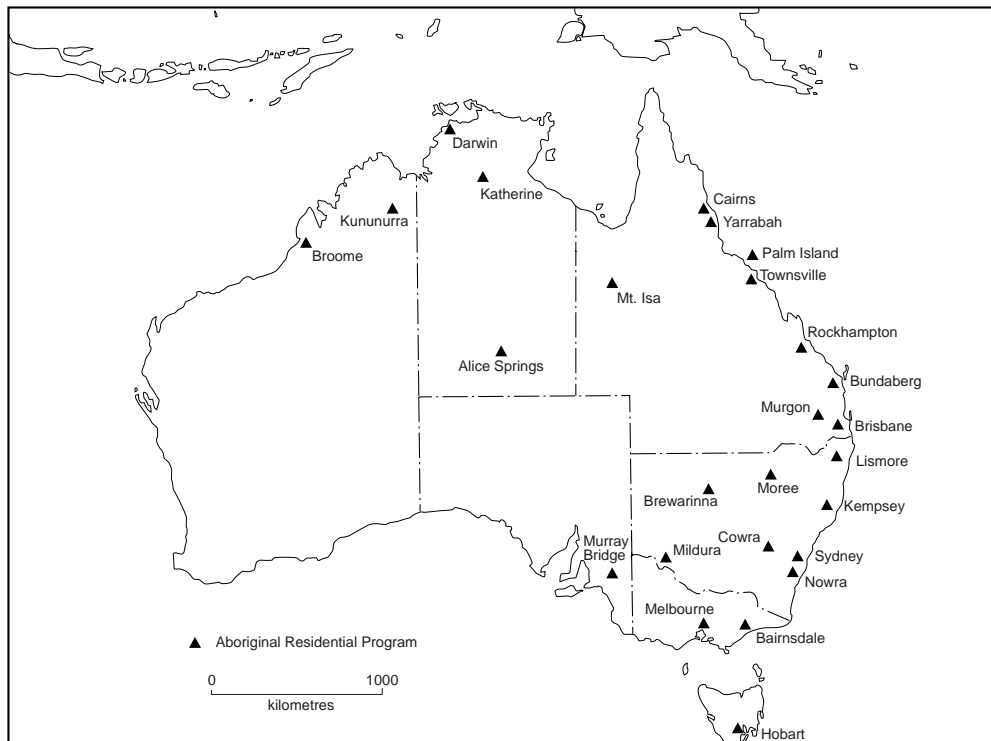 Darwin
Katherine
Kununurra
Broome
Cairns
Yarrabah
Palm Island
Townsville
Mt. Isa
Rockhampton
Alice Springs
Bundaberg
Murgon
Brisbane
Lismore
Moree
Brewarinna
Kempsey
Cowra
Murray
Bridge
Mildura
Sydney
Nowra
Melbourne
Bairnsdale
Aboriginal Residential Program
0 1000
kilometres
Hobart